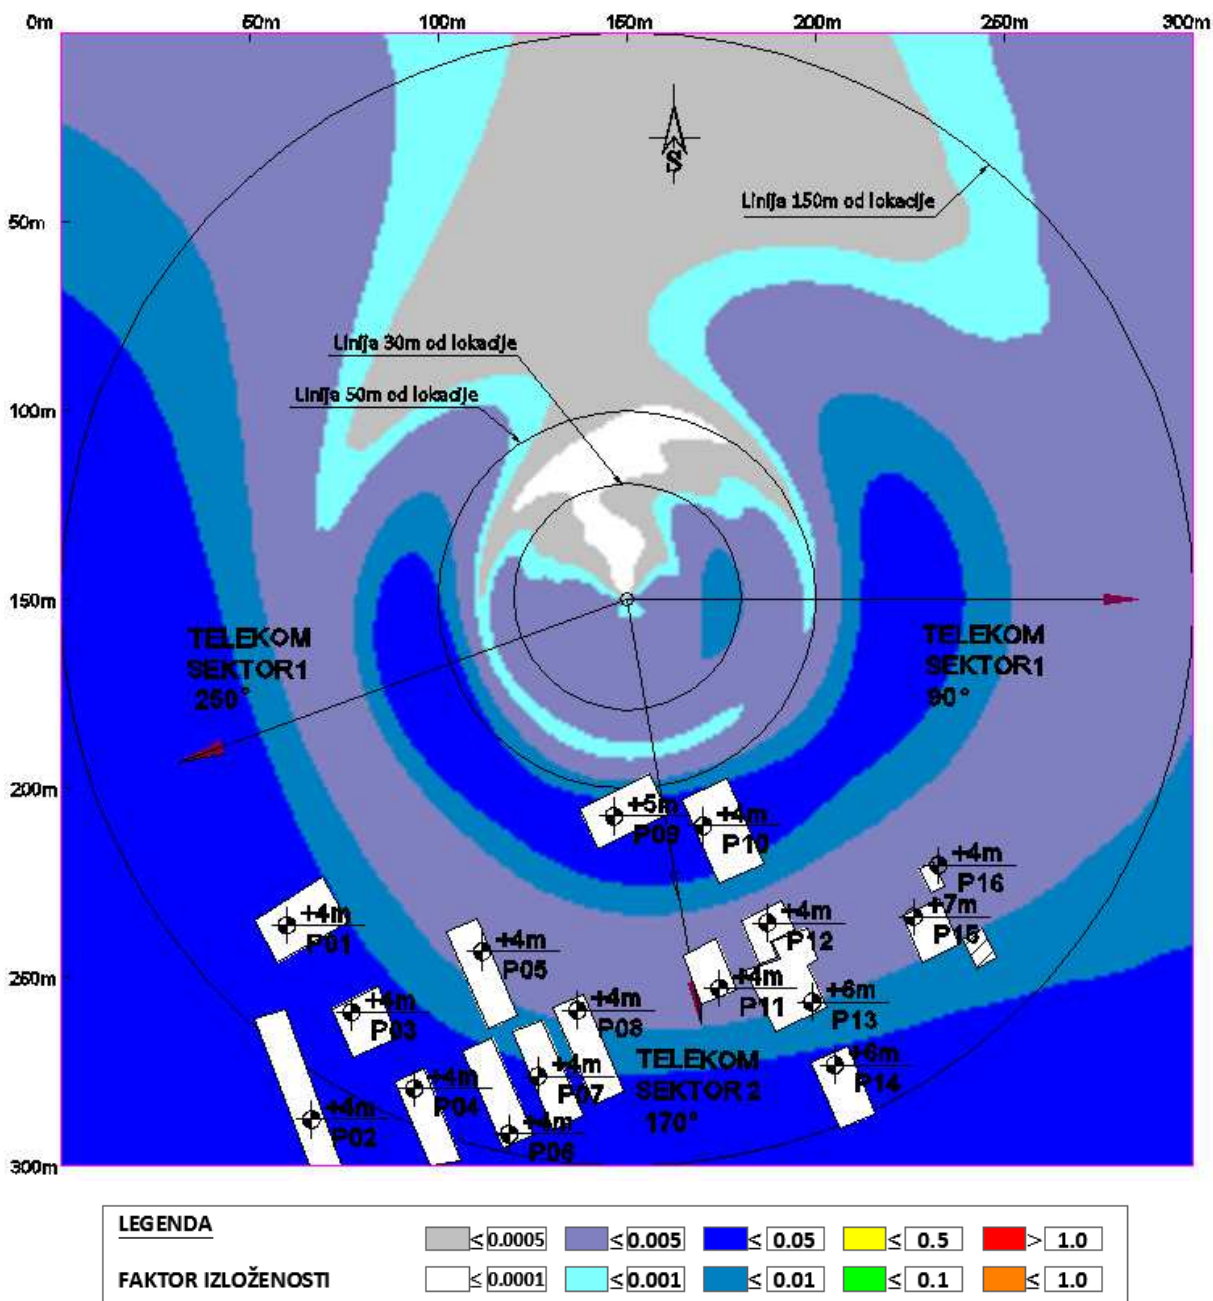 0m 50m 100m 150m 200m 250m 300m
S
Linija 150m od lokacije
50m
Linija 30m od lokacije
Linija 50m od lokacije
100m
150m
TELEKOM
SEKTOR1
250°
TELEKOM
SEKTOR1
90°
200m
+5m
P09
+4m
P10
+4m
P16
+4m
P01
+4m
P12
+7m
P15
+4m
P05
250m
+4m
P11
+6m
P13
+4m
P03
+4m
P08
TELEKOM
SEKTOR 2
170°
+6m
P14
+4m
P04
+4m
P07
+4m
P02
+4m
P06
300m
LEGENDA
≤ 0.0005 ≤ 0.005 ≤ 0.05 ≤ 0.5 > 1.0
FAKTOR IZLOŽENOSTI
≤ 0.0001 ≤ 0.001 ≤ 0.01 ≤ 0.1 ≤ 1.0